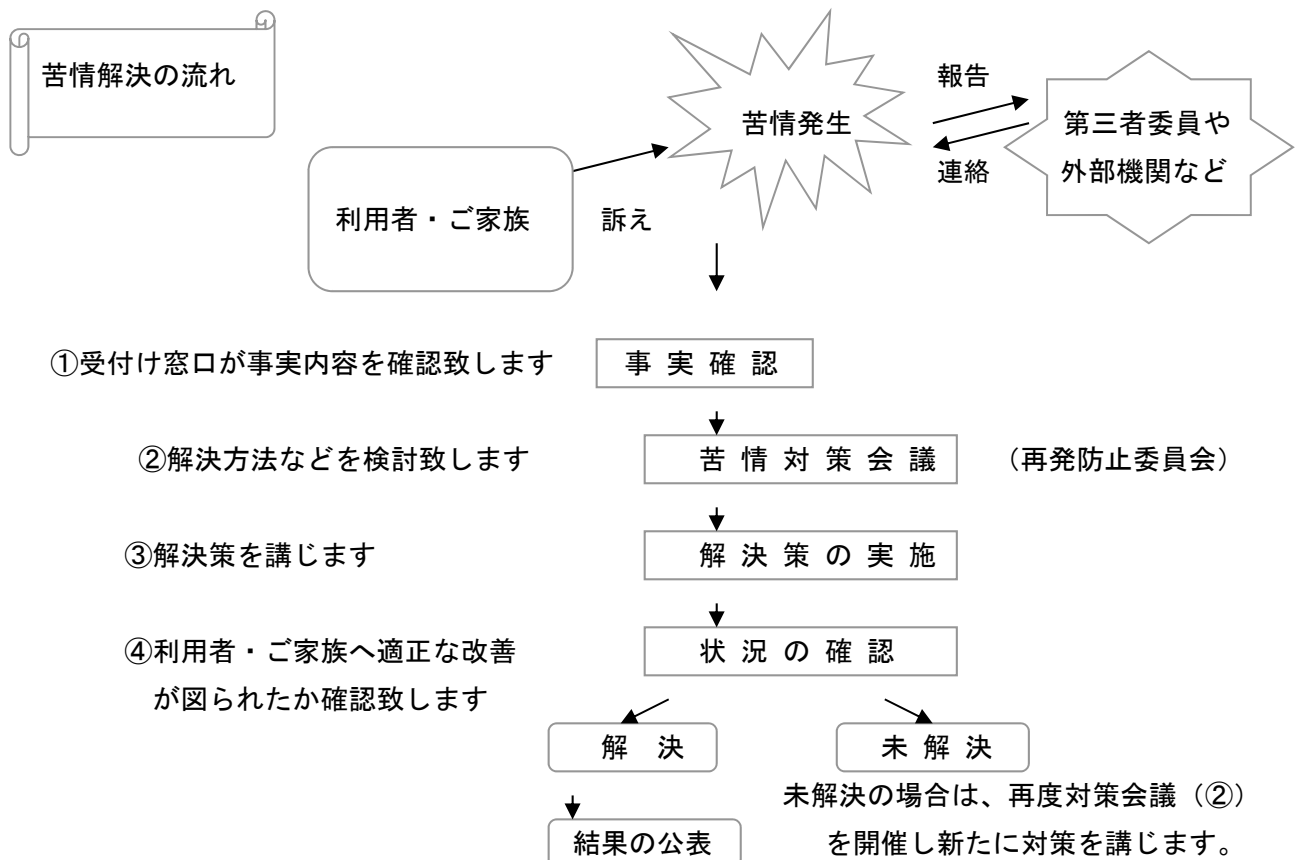 苦情解決の流れ
苦情発生
報告
連絡
第三者委員や
外部機関など
利用者・ご家族
訴え
①受付け窓口が事実内容を確認致します
事実確認
②解決方法などを検討致します
苦情対策会議
（再発防止委員会）
③解決策を講じます
解決策の実施
④利用者・ご家族へ適正な改善
が図られたか確認致します
状況の確認
解　決
未解決
未解決の場合は、再度対策会議（②）
を開催し新たに対策を講じます。
結果の公表